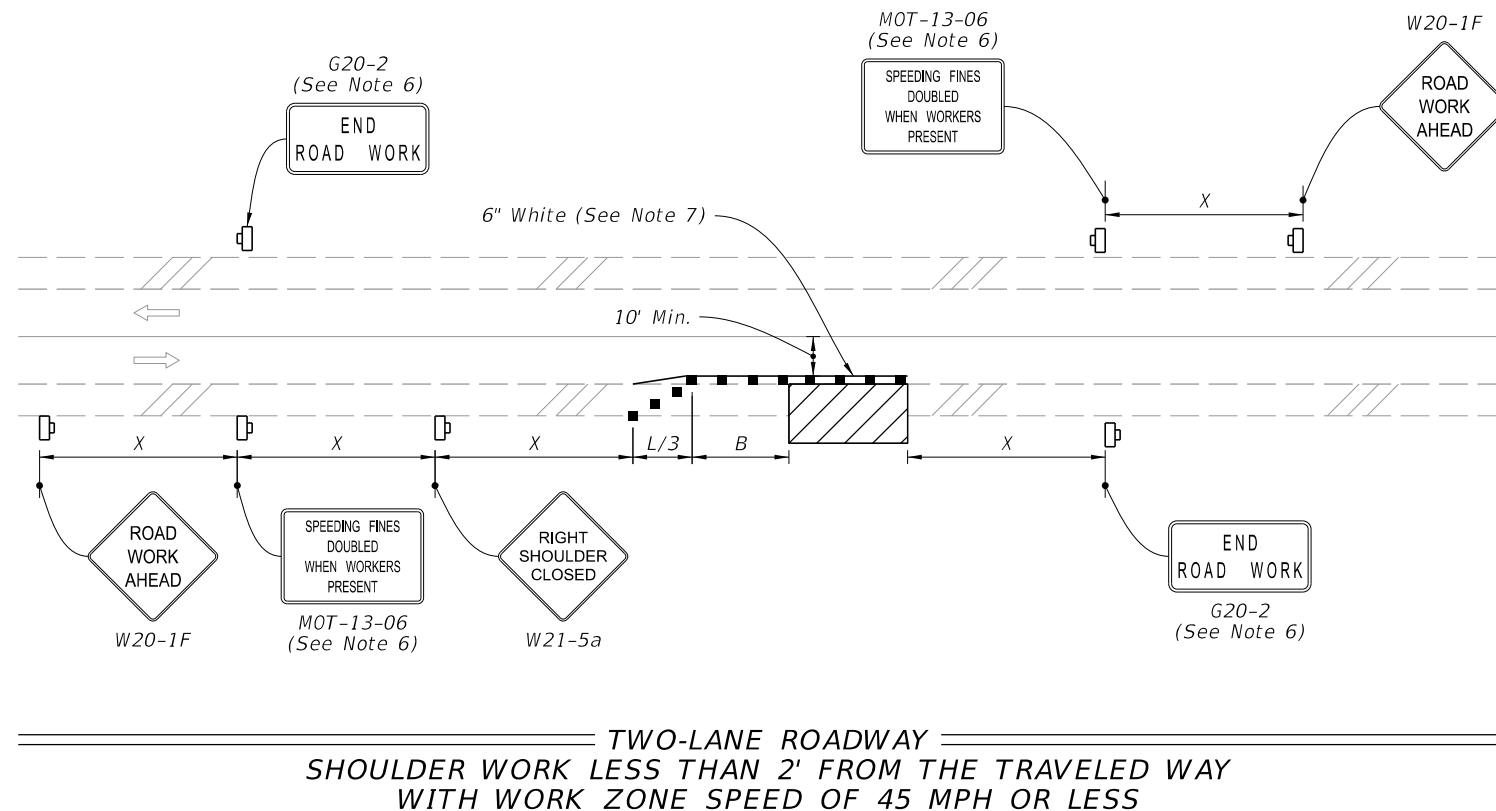 MOT-13-06
(See Note 6)
W20-1F
G20-2
(See Note 6)
SPEEDING FINES
DOUBLED
WHEN WORKERS
PRESENT
ROAD
WORK
AHEAD
END
ROAD WORK
6" White (See Note 7)
X
10' Min.
X
X
X
L/3
B
X
ROAD
WORK
AHEAD
W20-1F
SPEEDING FINES
DOUBLED
WHEN WORKERS
PRESENT
MOT-13-06
(See Note 6)
RIGHT
SHOULDER
CLOSED
W21-5a
END
ROAD WORK
G20-2
(See Note 6)
TWO-LANE ROADWAY
SHOULDER WORK LESS THAN 2' FROM THE TRAVELED WAY
WITH WORK ZONE SPEED OF 45 MPH OR LESS